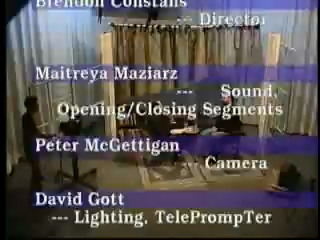 Brendon Constans
--- Director
Maitreya Maziarz
--- Sound,
Opening/Closing Segments
Peter McGettigan
--- Camera
David Gott
--- Lighting, TelePrompTer